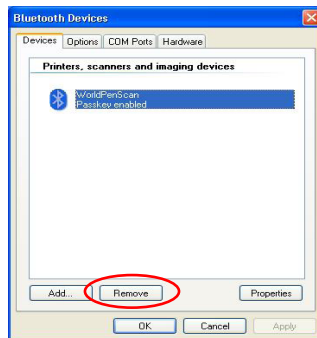 Bluetooth Devices
Devices Options COM Ports Hardware
Printers, scanners and imaging devices
WorldPenScan
Passkey enabled
Add... Remove Properties
OK Cancel Apply